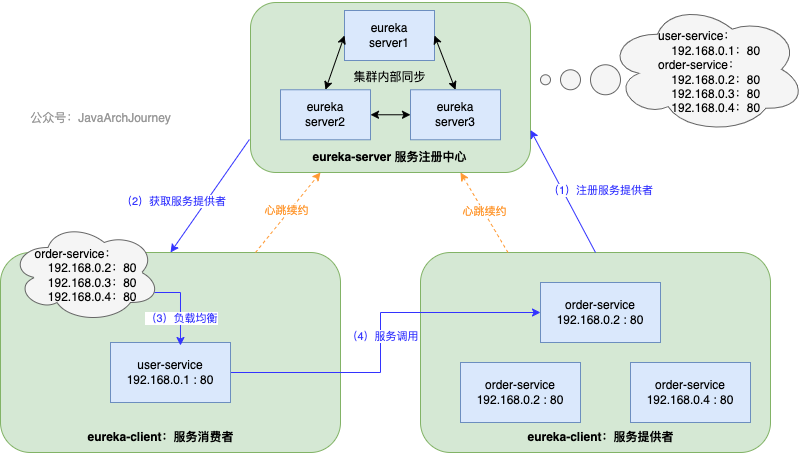 eureka
server1
集群内部同步
eureka
server2
eureka
server3
eureka-server 服务注册中心
user-service：
192.168.0.1：80
order-service：
192.168.0.2：80
192.168.0.3：80
192.168.0.4：80
公众号：JavaArchJourney
（2）获取服务提供者
心跳续约
心跳续约
（1）注册服务提供者
order-service：
192.168.0.2：80
192.168.0.3：80
192.168.0.4：80
（3）负载均衡
user-service
192.168.0.1 : 80
eureka-client：服务消费者
（4）服务调用
order-service
192.168.0.2 : 80
order-service
192.168.0.2 : 80
order-service
192.168.0.4 : 80
eureka-client：服务提供者